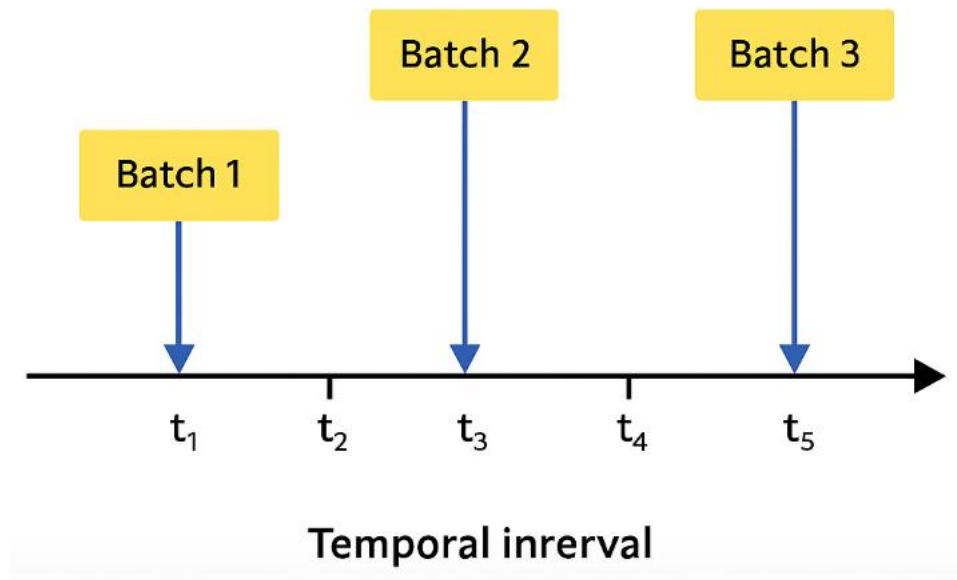 Batch 1
Batch 2
Batch 3
t₁ t₂ t₃ t₄ t₅
Temporal inrerval